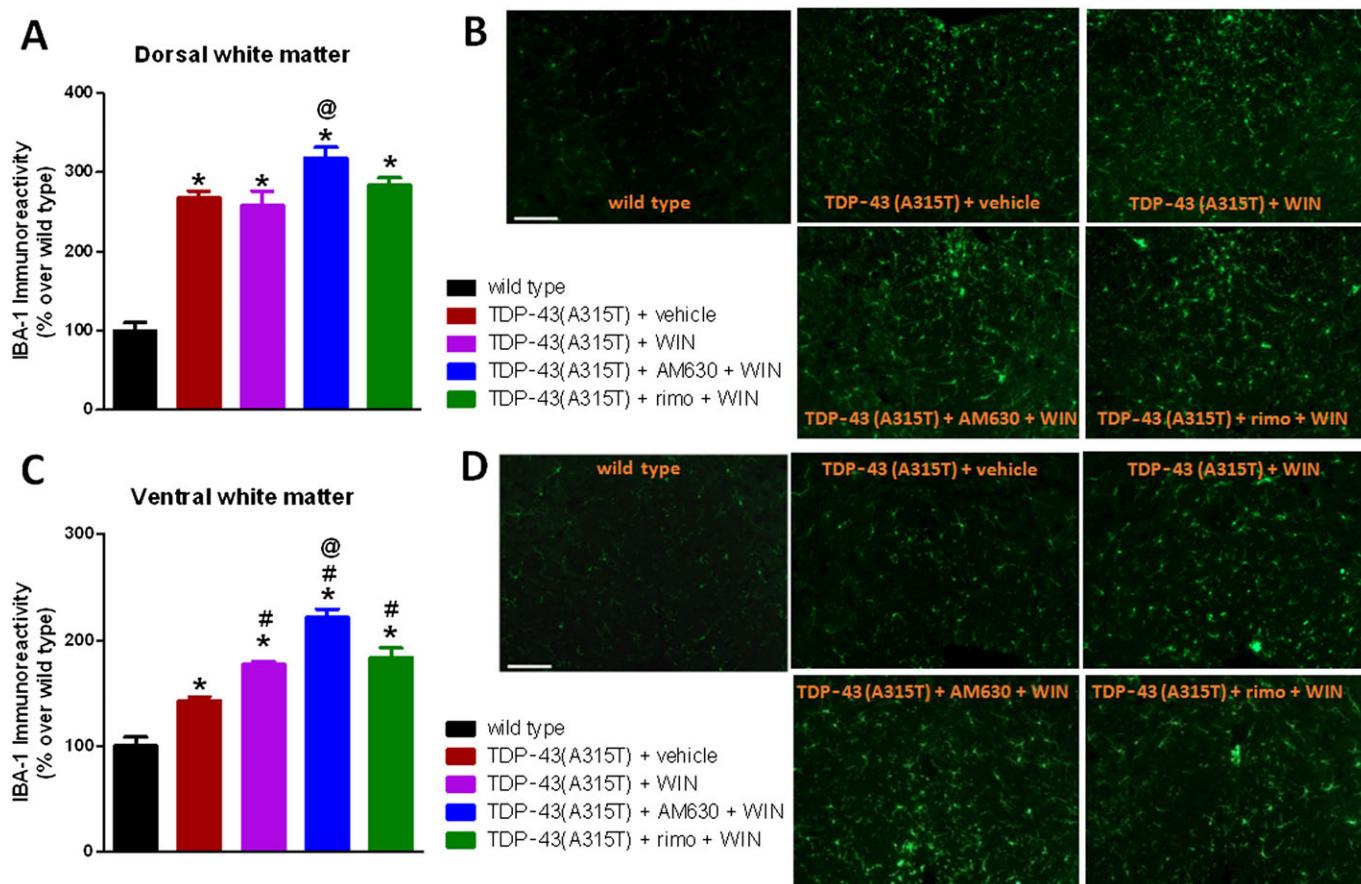 A
Dorsal white matter
IBA-1 Immunoreactivity
(% over wild type)
400
300
200
100
0
*
*
@
*
*
wild type
TDP-43(A315T) + vehicle
TDP-43(A315T) + WIN
TDP-43(A315T) + AM630 + WIN
TDP-43(A315T) + rimo + WIN
B
wild type
TDP-43 (A315T) + vehicle
TDP-43 (A315T) + WIN
TDP-43 (A315T) + AM630 + WIN
TDP-43 (A315T) + rimo + WIN
C
Ventral white matter
IBA-1 Immunoreactivity
(% over wild type)
300
200
100
0
*
#
*
@
#
*
#
*
wild type
TDP-43(A315T) + vehicle
TDP-43(A315T) + WIN
TDP-43(A315T) + AM630 + WIN
TDP-43(A315T) + rimo + WIN
D
wild type
TDP-43 (A315T) + vehicle
TDP-43 (A315T) + WIN
TDP-43 (A315T) + AM630 + WIN
TDP-43 (A315T) + rimo + WIN